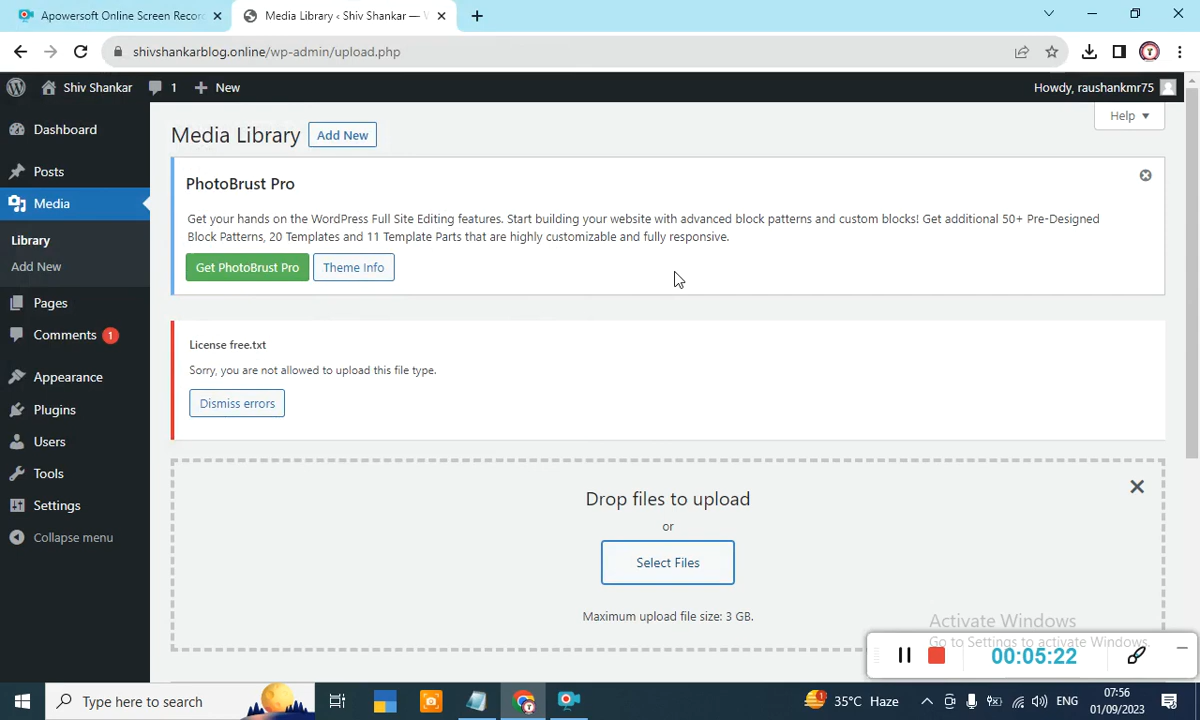 Apowersoft Online Screen Recor
Media Library ‹ Shiv Shankar —
shivshankarblog.online/wp-admin/upload.php
Shiv Shankar
1
New
Howdy, raushankmr75
Dashboard
Posts
Media
Library
Add New
Pages
Comments 1
Appearance
Plugins
Users
Tools
Settings
Collapse menu
Media Library
Add New
Help
PhotoBrust Pro
Get your hands on the WordPress Full Site Editing features. Start building your website with advanced block patterns and custom blocks! Get additional 50+ Pre-Designed
Block Patterns, 20 Templates and 11 Template Parts that are highly customizable and fully responsive.
Get PhotoBrust Pro
Theme Info
License free.txt
Sorry, you are not allowed to upload this file type.
Dismiss errors
Drop files to upload
or
Select Files
Maximum upload file size: 3 GB.
Activate Windows
Go to Settings to activate Windows.
00:05:22
Type here to search
1
35°C Haze
ENG
07:56
01/09/2023